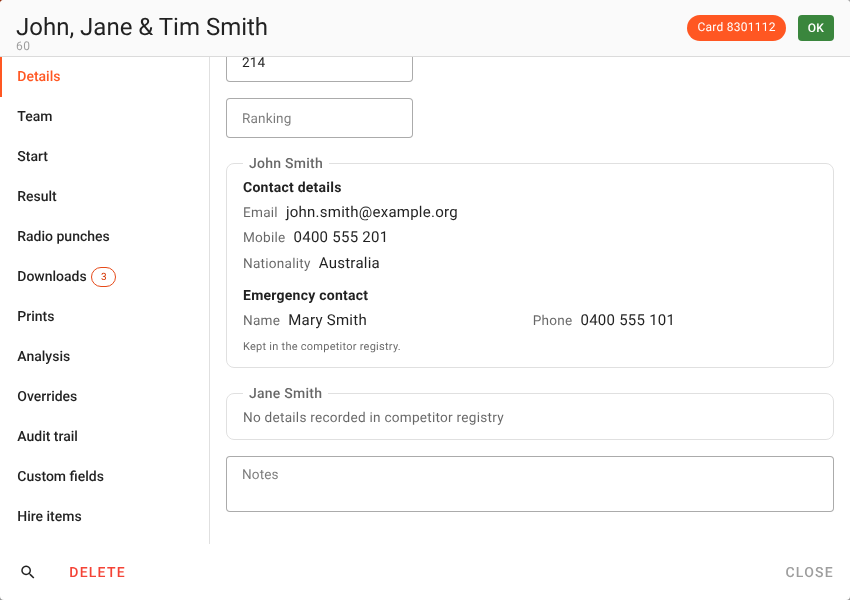 John, Jane & Tim Smith
60
Card 8301112
OK
Details
Team
Start
Result
Radio punches
Downloads 3
Prints
Analysis
Overrides
Audit trail
Custom fields
Hire items
214
Ranking
John Smith
Contact details
Email john.smith@example.org
Mobile 0400 555 201
Nationality Australia
Emergency contact
Name Mary Smith Phone 0400 555 101
Kept in the competitor registry.
Jane Smith
No details recorded in competitor registry
Notes
DELETE
CLOSE